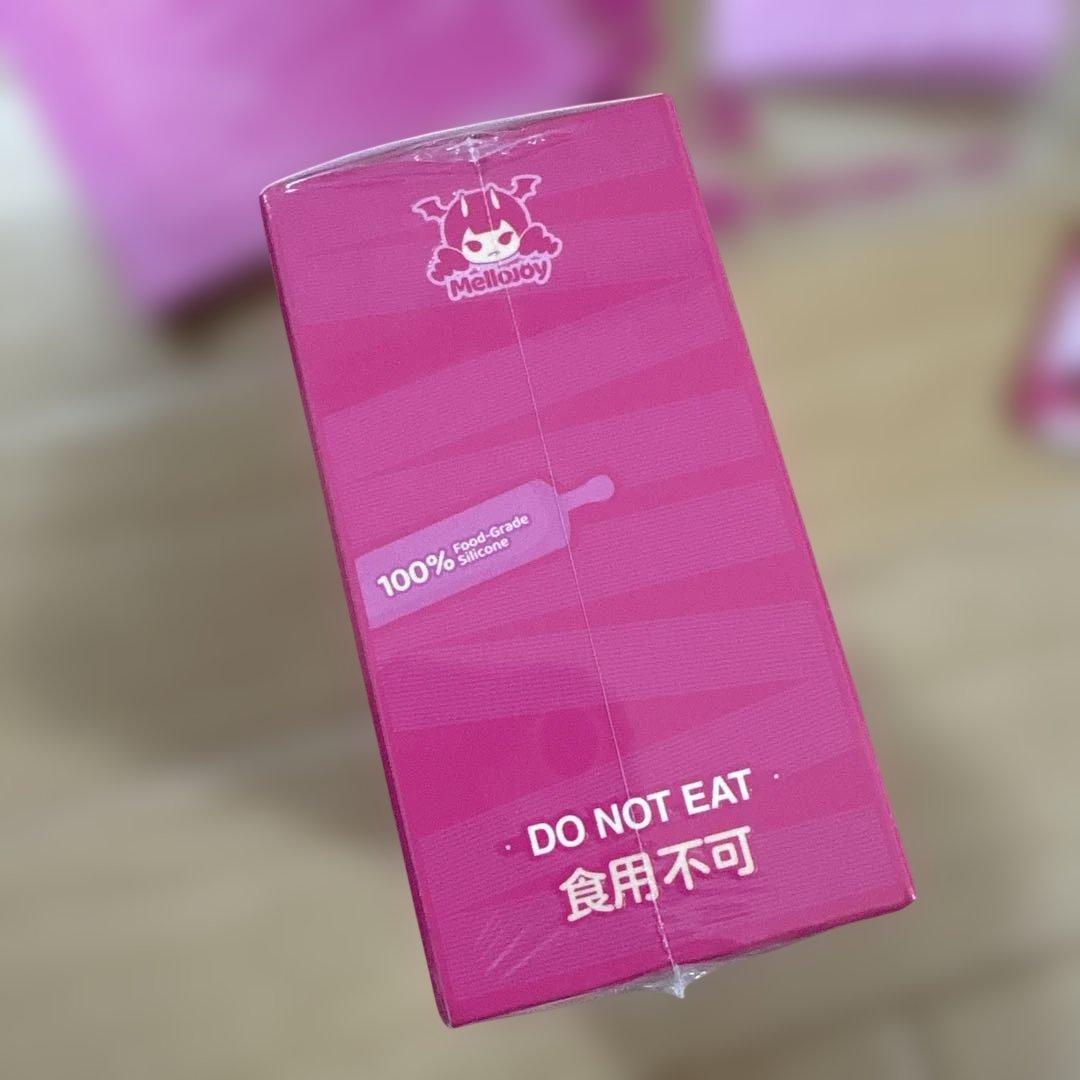 Mellojoy
100% Food-Grade
Silicone
· DO NOT EAT ·
食用不可